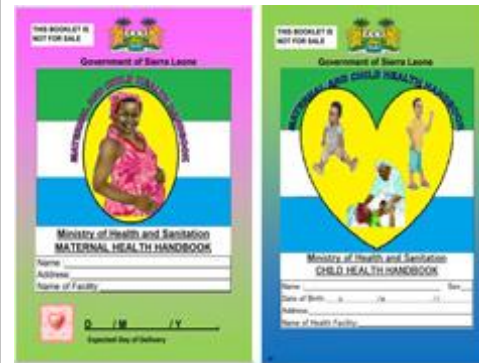 THIS BOOKLET IS
NOT FOR SALE
Government of Sierra Leone
MATERNAL AND CHILD HEALTH HANDBOOK
Ministry of Health and Sanitation
MATERNAL HEALTH HANDBOOK
Name
Address
Name of Facility
D /M /Y
Expected Day of Delivery
THIS BOOKLET IS
NOT FOR SALE
Government of Sierra Leone
MATERNAL AND CHILD HEALTH HANDBOOK
Ministry of Health and Sanitation
CHILD HEALTH HANDBOOK
Name Sex
Date of Birth
Address
Name of Health Facility